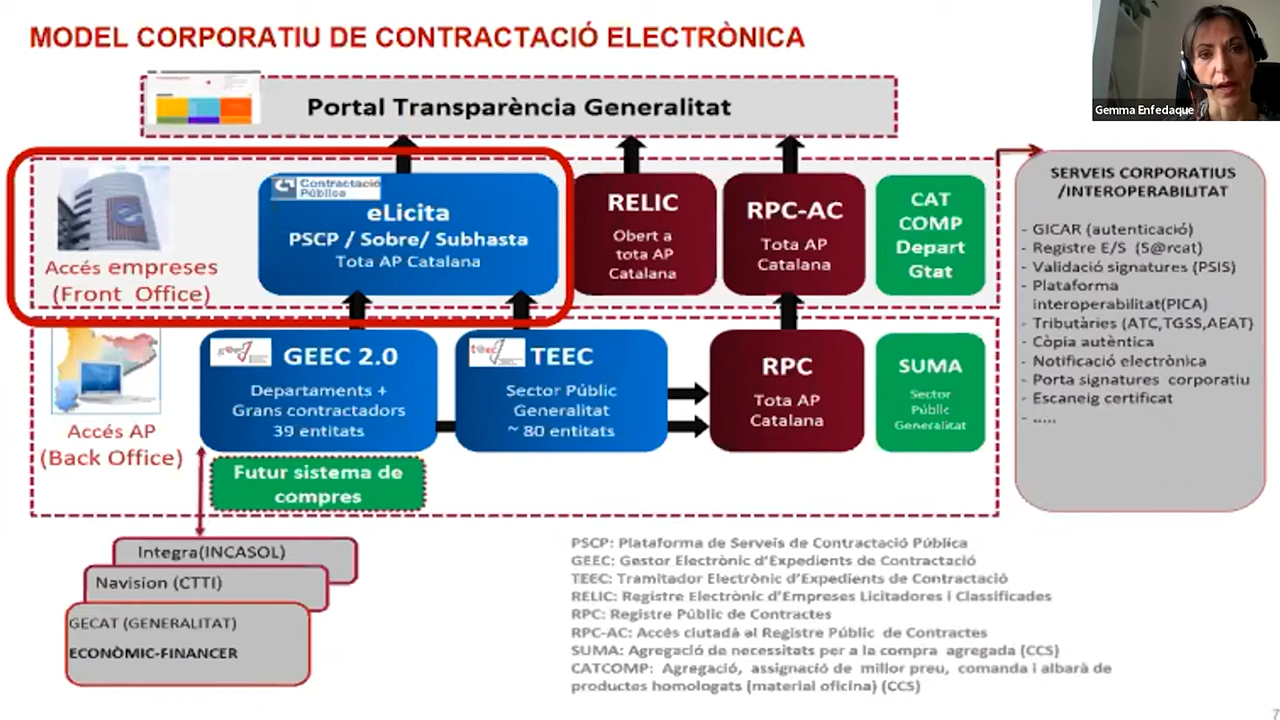 MODEL CORPORATIU DE CONTRACTACIÓ ELECTRÒNICA
Gemma Enfedaque
Portal Transparència Generalitat
Accés empreses
(Front Office)
Contractació
Pública
eLicita
PSCP / Sobre/ Subhasta
Tota AP Catalana
RELIC
Obert a
tota AP
Catalana
RPC-AC
Tota AP
Catalana
CAT
COMP
Depart
Gtat
SERVEIS CORPORATIUS
/INTEROPERABILITAT
- GICAR (autenticació)
- Registre E/S (S@rcat)
- Validació signatures (PSIS)
- Plataforma
interoperabilitat(PICA)
- Tributàries (ATC,TGSS,AEAT)
- Còpia autèntica
- Notificació electrònica
- Porta signatures corporatiu
- Escaneig certificat
- .....
Accés AP
(Back Office)
GEEC 2.0
Departaments +
Grans contractadors
39 entitats
TEEC
Sector Públic
Generalitat
~ 80 entitats
RPC
Tota AP
Catalana
SUMA
Sector
Públic
Generalitat
Futur sistema de
compres
Integra(INCASOL)
Navision (CTTI)
GECAT (GENERALITAT)
ECONÒMIC-FINANCER
PSCP: Plataforma de Serveis de Contractació Pública
GEEC: Gestor Electrònic d'Expedients de Contractació
TEEC: Tramitador Electrònic d'Expedients de Contractació
RELIC: Registre Electrònic d'Empreses Licitadores i Classificades
RPC: Registre Públic de Contractes
RPC-AC: Accés ciutadà al Registre Públic de Contractes
SUMA: Agregació de necessitats per a la compra agregada (CCS)
CATCOMP: Agregació, assignació de millor preu, comanda i albarà de
productes homologats (material oficina) (CCS)
7